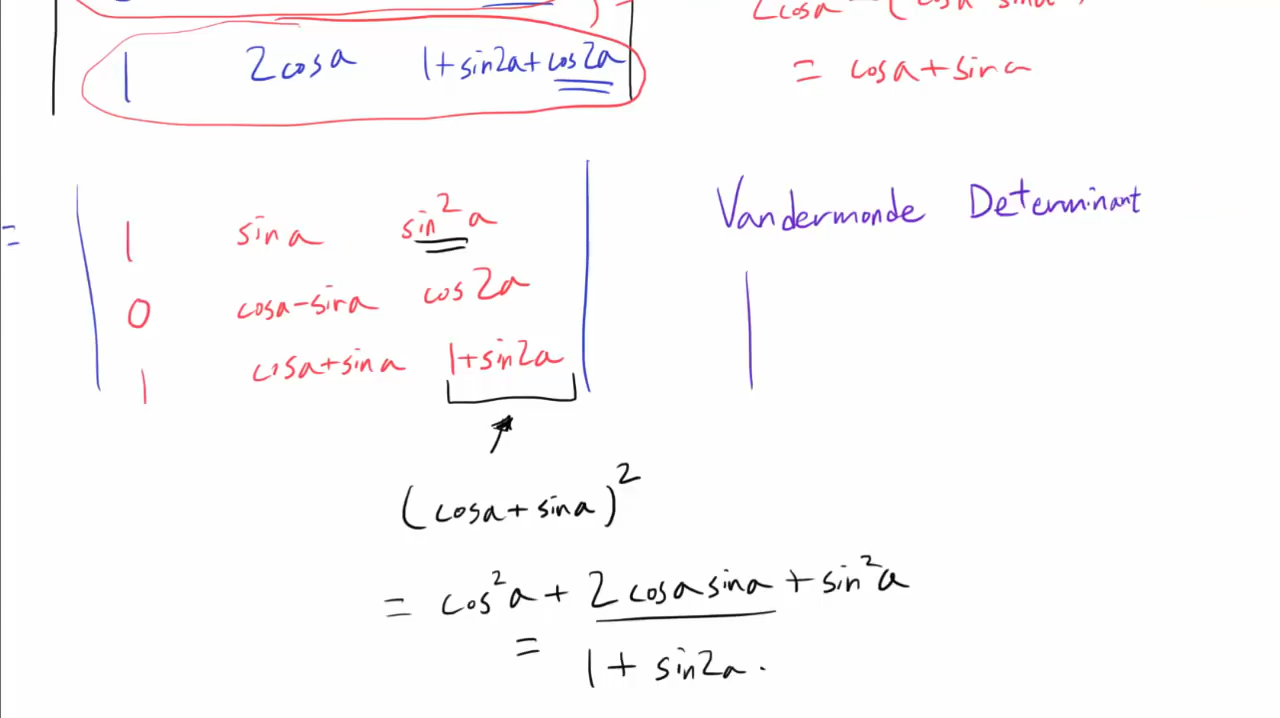 1 2cosa 1+sin2a+cos2a
= cosa+sina
= 1 sina sin²a
0 cosa-sina cos2a
1 cosa+sina 1+sin2a
Vandermonde Determinant
(cosa+sina)²
= cos²a + 2cosasina + sin²a
= 1 + sin2a.